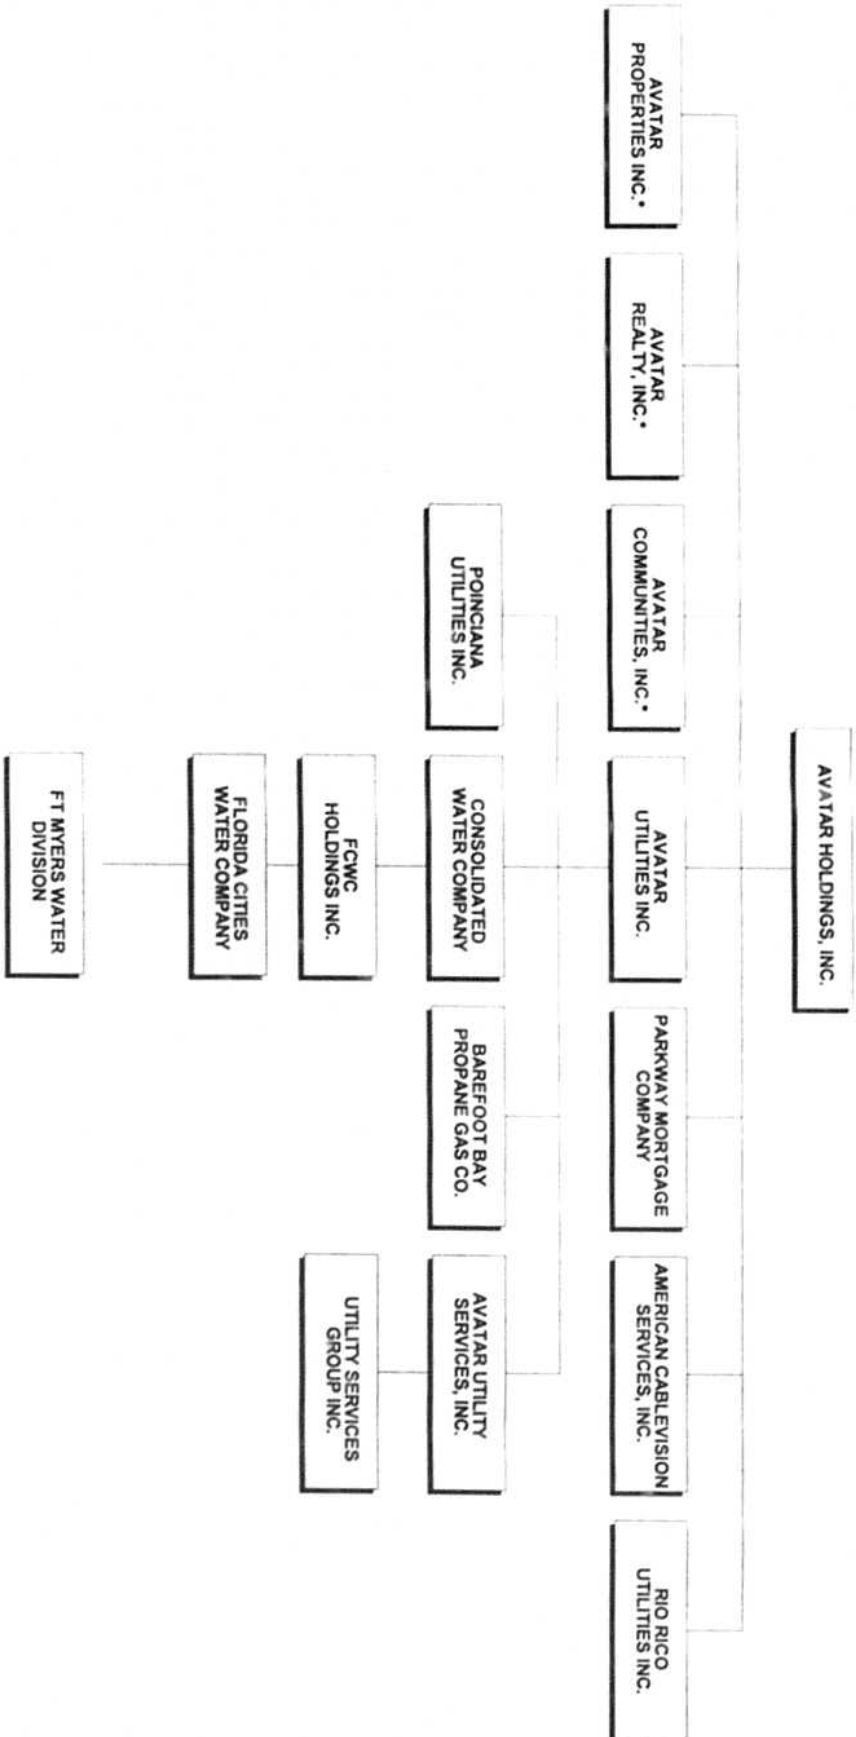 AVATAR HOLDINGS, INC.
AVATAR
PROPERTIES INC.*
AVATAR
REALTY, INC.*
AVATAR
COMMUNITIES, INC.*
AVATAR
UTILITIES INC.
PARKWAY MORTGAGE
COMPANY
AMERICAN CABLEVISION
SERVICES, INC.
RIO RICO
UTILITIES INC.
POINCIANA
UTILITIES INC.
CONSOLIDATED
WATER COMPANY
BAREFOOT BAY
PROPANE GAS CO.
AVATAR UTILITY
SERVICES, INC.
FCWC
HOLDINGS INC.
UTILITY SERVICES
GROUP INC.
FLORIDA CITIES
WATER COMPANY
FT MYERS WATER
DIVISION